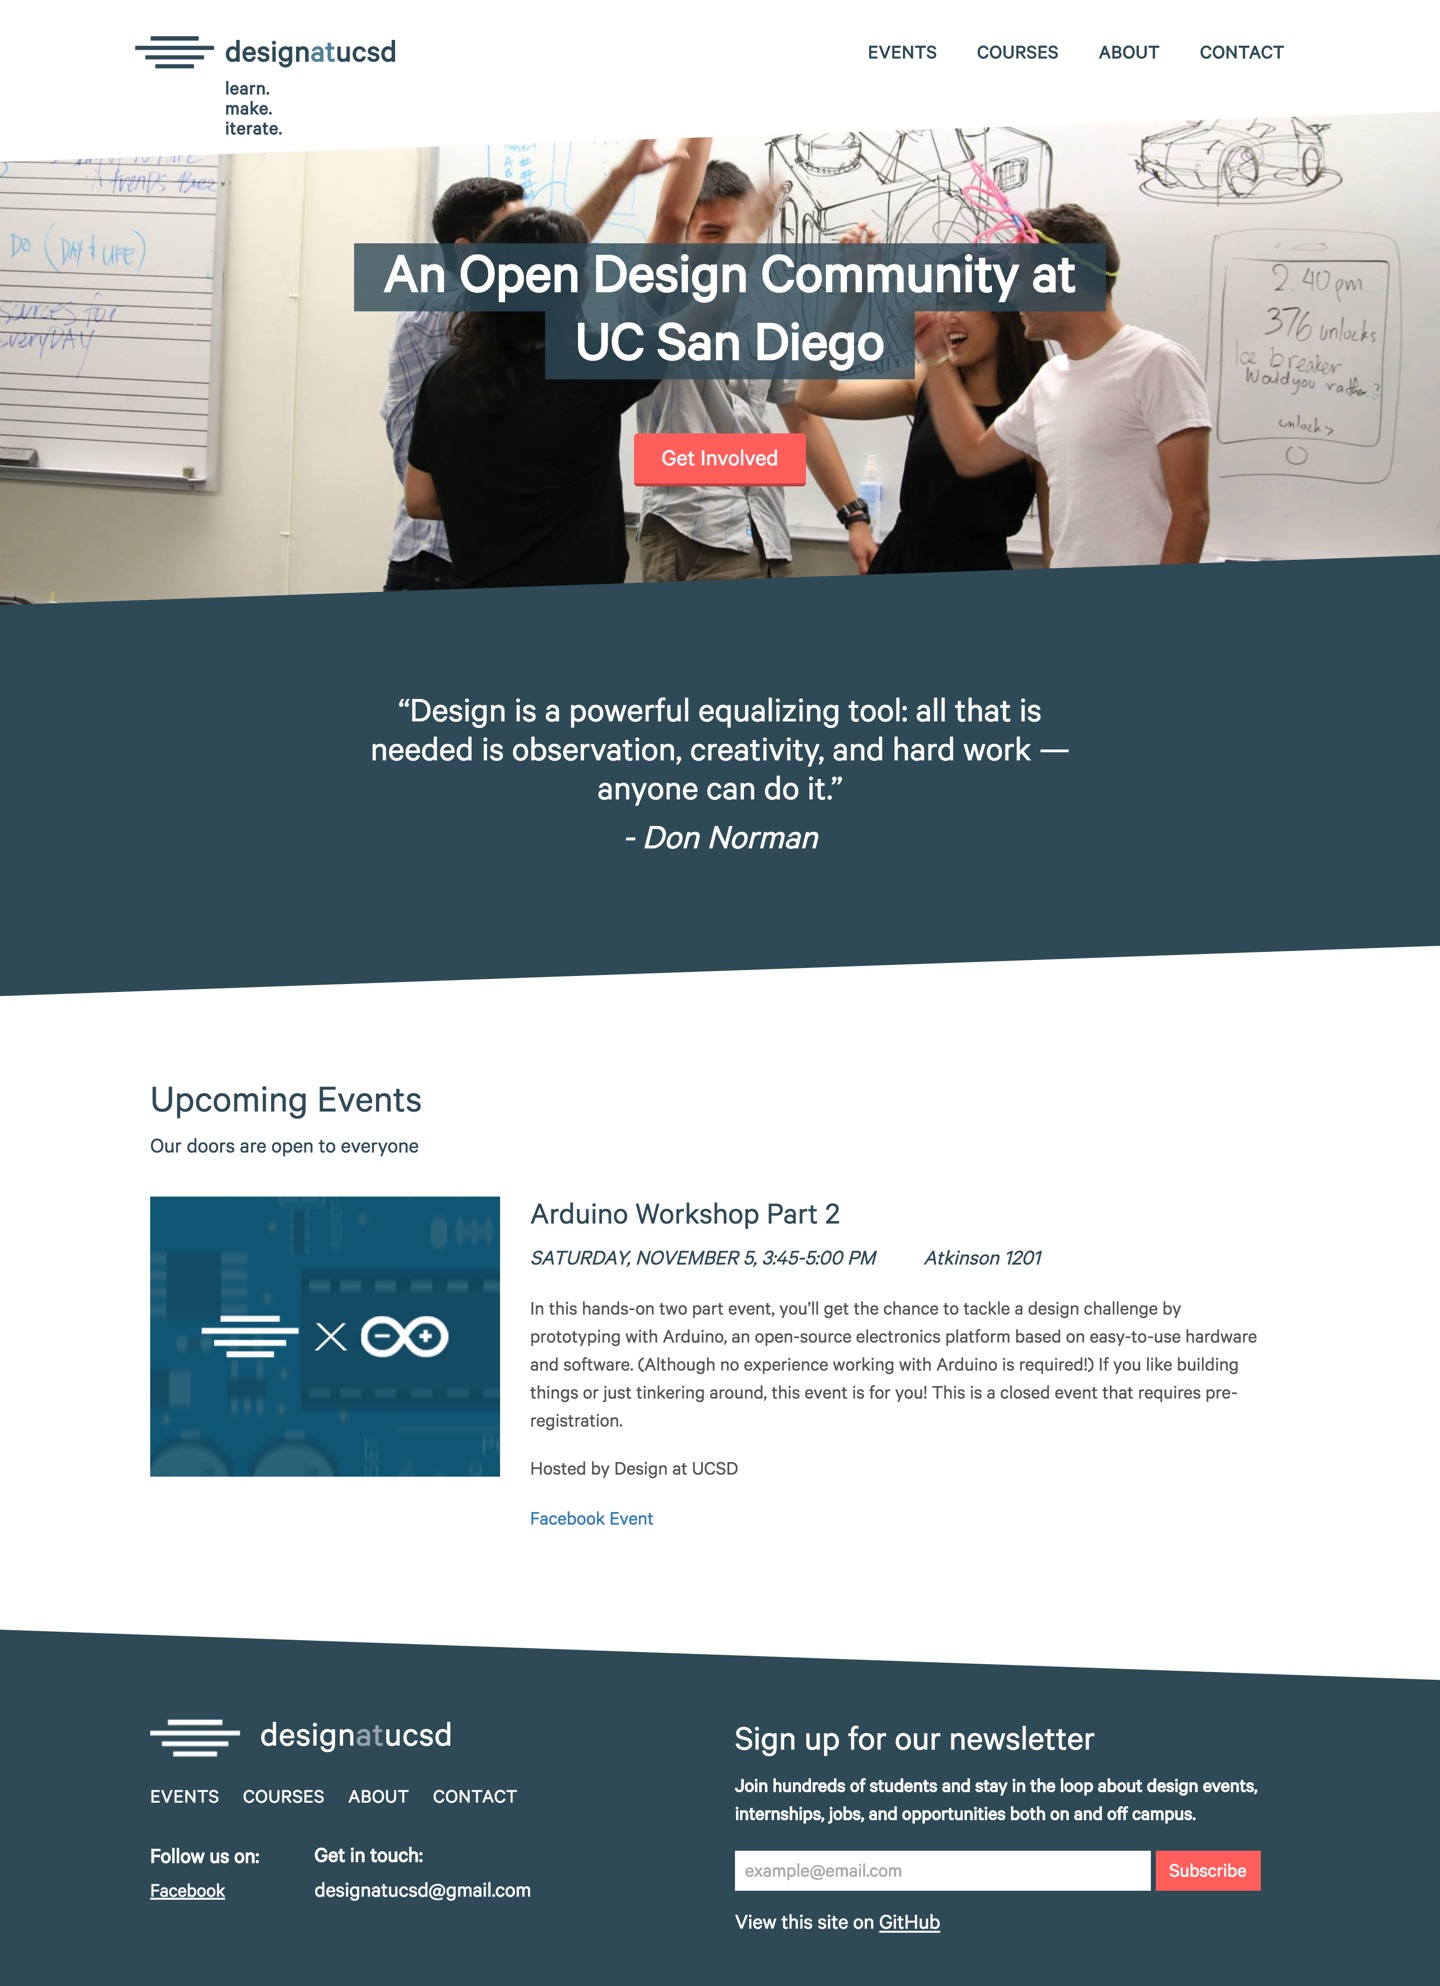 designatucsd
EVENTS COURSES ABOUT CONTACT
learn.
make.
iterate.
DO (DAY & LIFE)
everyDAY
2.40pm
376 unlocks
Ice breaker
Would you rather?
unlock>
An Open Design Community at
UC San Diego
Get Involved
“Design is a powerful equalizing tool: all that is
needed is observation, creativity, and hard work —
anyone can do it.”
- Don Norman
Upcoming Events
Our doors are open to everyone
Arduino Workshop Part 2
SATURDAY, NOVEMBER 5, 3:45-5:00 PM Atkinson 1201
In this hands-on two part event, you’ll get the chance to tackle a design challenge by
prototyping with Arduino, an open-source electronics platform based on easy-to-use hardware
and software. (Although no experience working with Arduino is required!) If you like building
things or just tinkering around, this event is for you! This is a closed event that requires pre-
registration.
Hosted by Design at UCSD
Facebook Event
designatucsd
EVENTS COURSES ABOUT CONTACT
Follow us on:
Facebook
Get in touch:
designatucsd@gmail.com
Sign up for our newsletter
Join hundreds of students and stay in the loop about design events,
internships, jobs, and opportunities both on and off campus.
example@email.com
Subscribe
View this site on GitHub